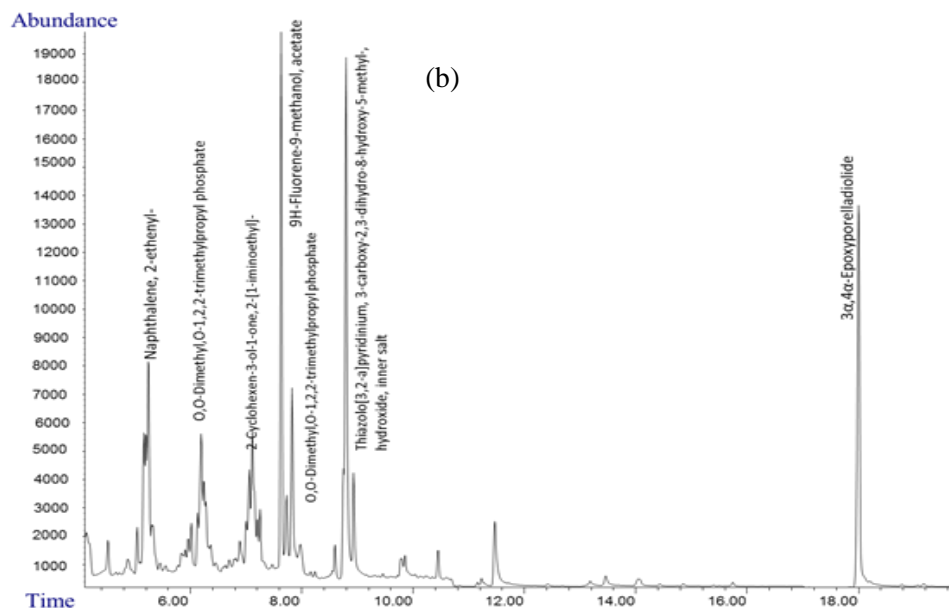 Abundance
(b)
19000
18000
17000
16000
15000
14000
13000
12000
11000
10000
9000
8000
7000
6000
5000
4000
3000
2000
1000
Naphthalene, 2-ethenyl-
O,O-Dimethyl,O-1,2,2-trimethylpropyl phosphate
2 Cyclohexen-3-ol-1-one,2-[1-iminoethyl]-
9H-Fluorene-9-methanol, acetate
O,O-Dimethyl,O-1,2,2-trimethylpropyl phosphate
Thiazolo[3,2-a]pyridinium, 3-carboxy-2,3-dihydro-8-hydroxy-5-methyl-,
hydroxide, inner salt
3α,4α-Epoxyporelladiolide
Time 6.00 8.00 10.00 12.00 14.00 16.00 18.00